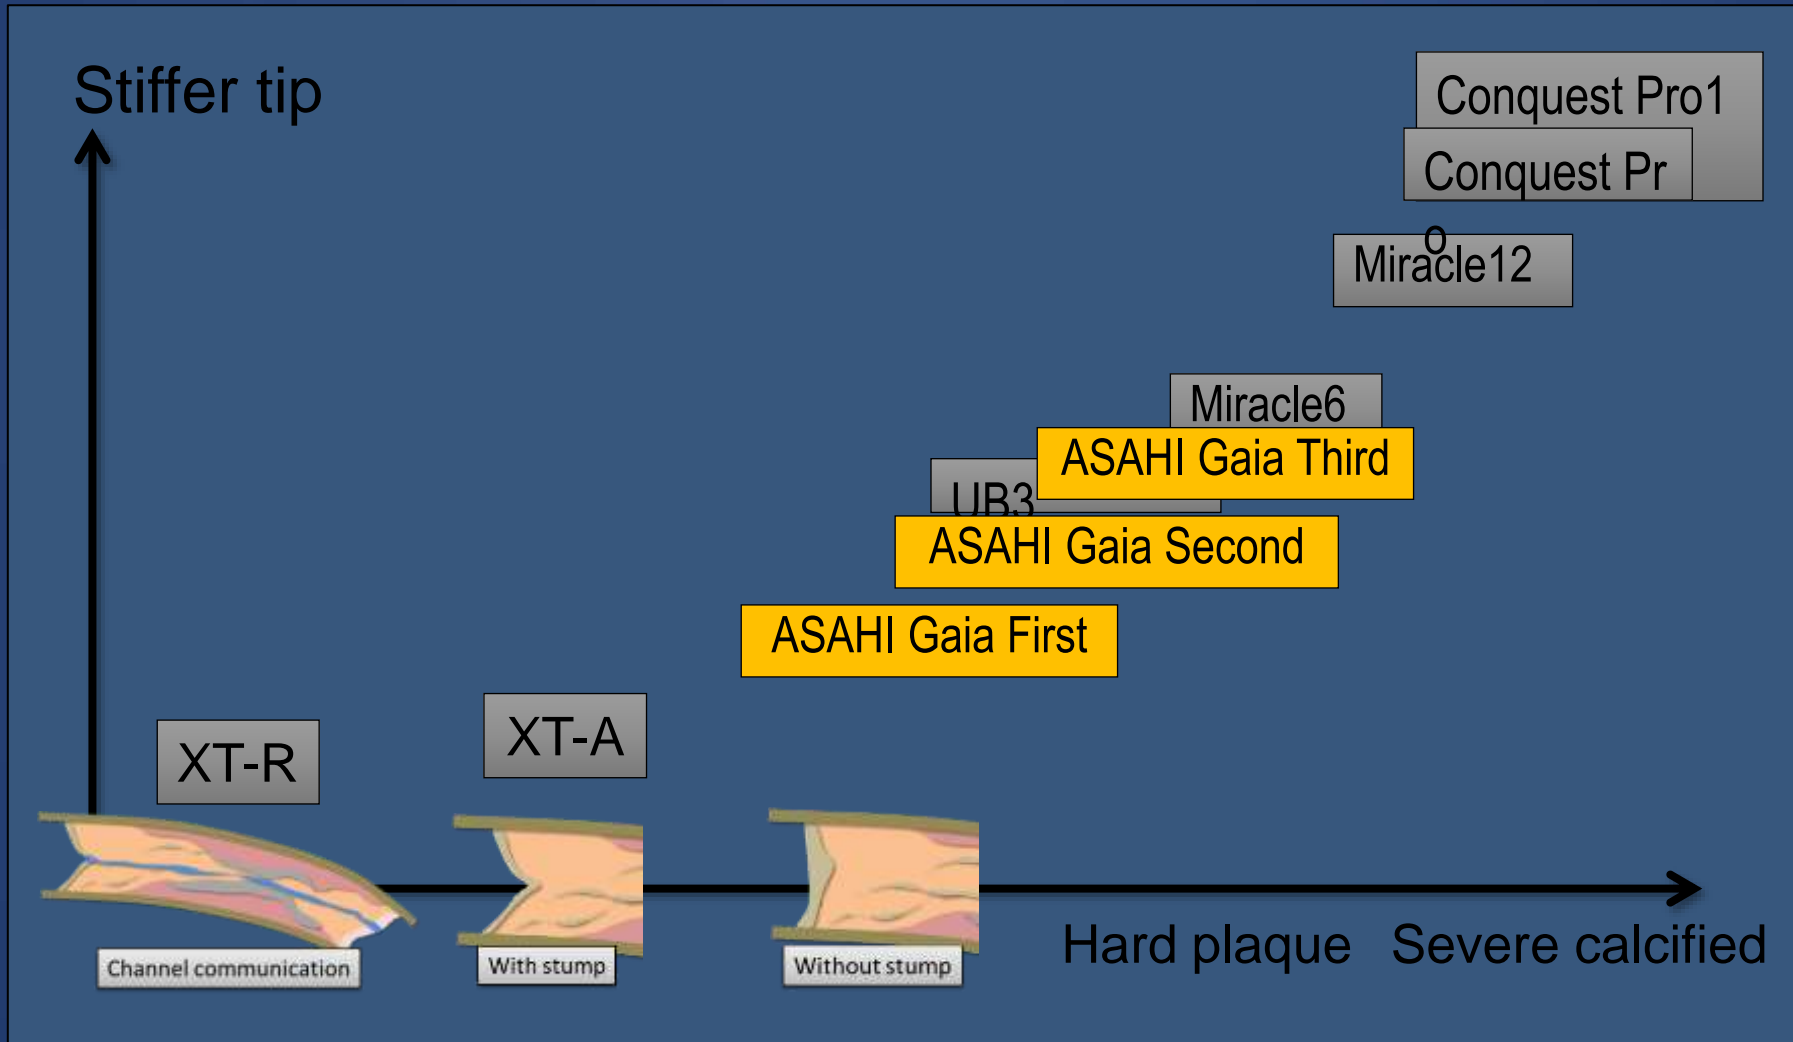 Stiffer tip
Conquest Pro1
Conquest Pr
o
Miracle12
Miracle6
ASAHI Gaia Third
UB3
ASAHI Gaia Second
ASAHI Gaia First
XT-A
XT-R
Hard plaque
Severe calcified
Channel communication
With stump
Without stump